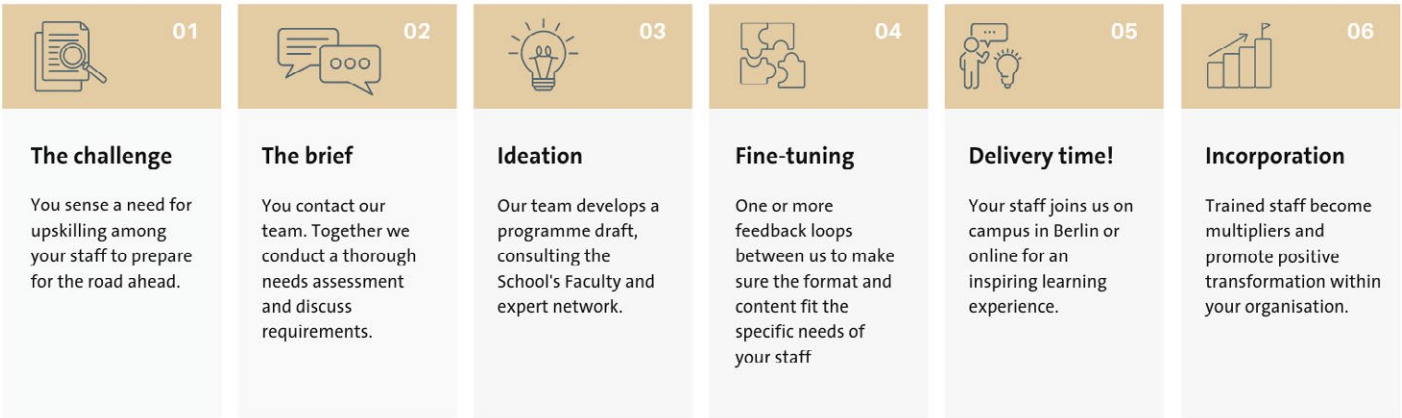 01
The challenge
You sense a need for
upskilling among
your staff to prepare
for the road ahead.
02
The brief
You contact our
team. Together we
conduct a thorough
needs assessment
and discuss
requirements.
03
Ideation
Our team develops a
programme draft,
consulting the
School's Faculty and
expert network.
04
Fine-tuning
One or more
feedback loops
between us to make
sure the format and
content fit the
specific needs of
your staff
05
Delivery time!
Your staff joins us on
campus in Berlin or
online for an
inspiring learning
experience.
06
Incorporation
Trained staff become
multipliers and
promote positive
transformation within
your organisation.